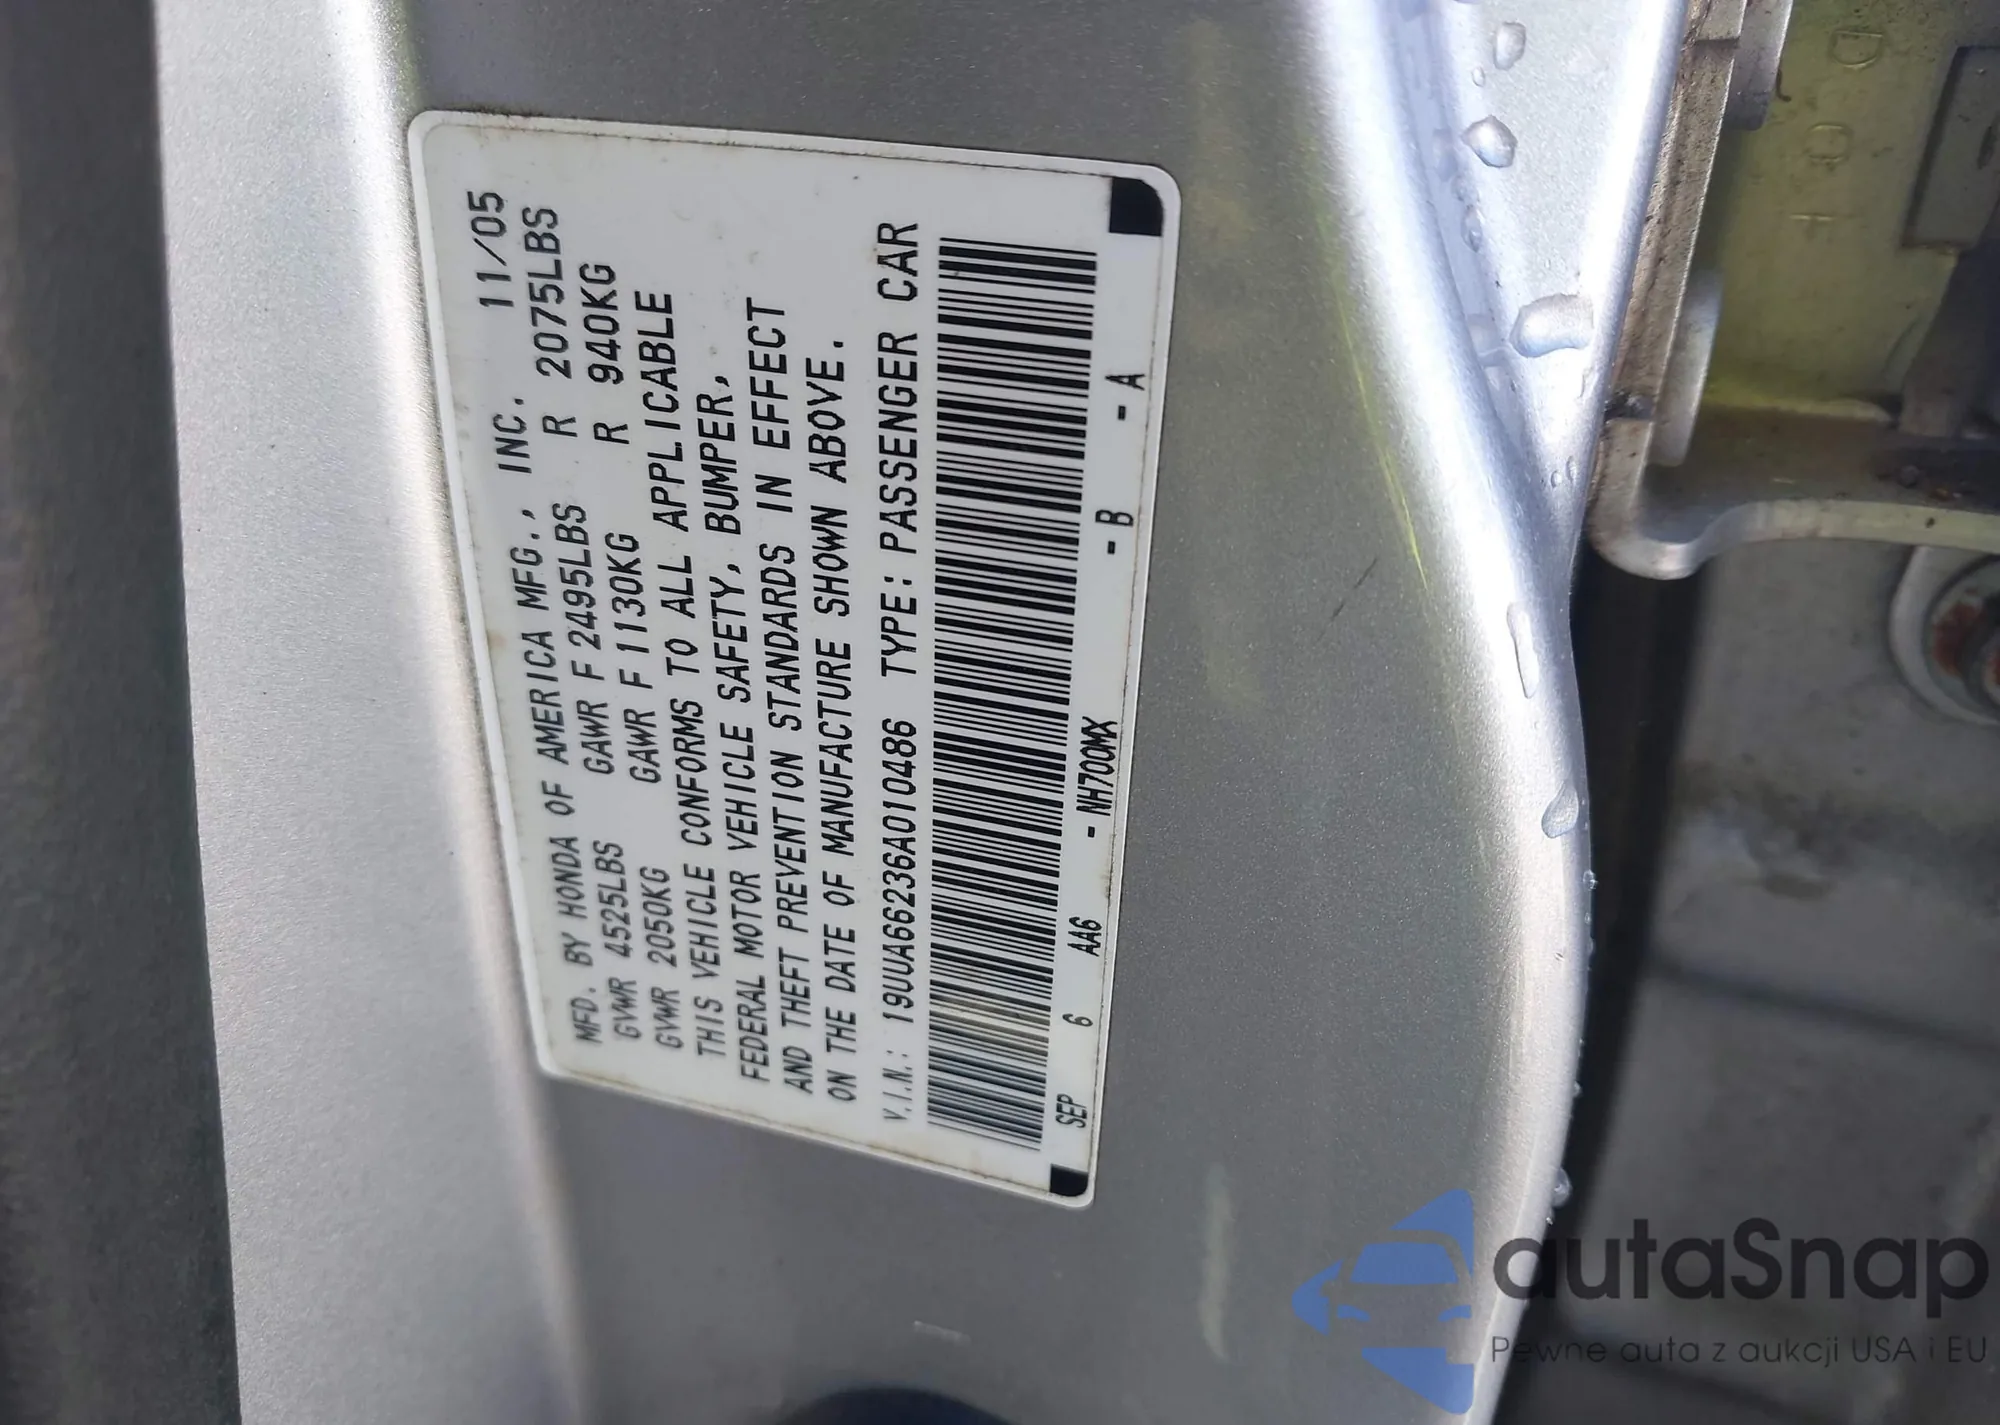 MFD. BY HONDA OF AMERICA MFG., INC. 11/05
GVWR 4525LBS GAWR F 2495LBS R 2075LBS
GVWR 2050KG GAWR F 1130KG R 940KG
THIS VEHICLE CONFORMS TO ALL APPLICABLE
FEDERAL MOTOR VEHICLE SAFETY, BUMPER,
AND THEFT PREVENTION STANDARDS IN EFFECT
ON THE DATE OF MANUFACTURE SHOWN ABOVE.
V.I.N.: 19UUA66236A010486 TYPE: PASSENGER CAR
SEP 6 AA6 - NH700MX - B - A
autaSnap
Pewne auta z aukcji USA i EU